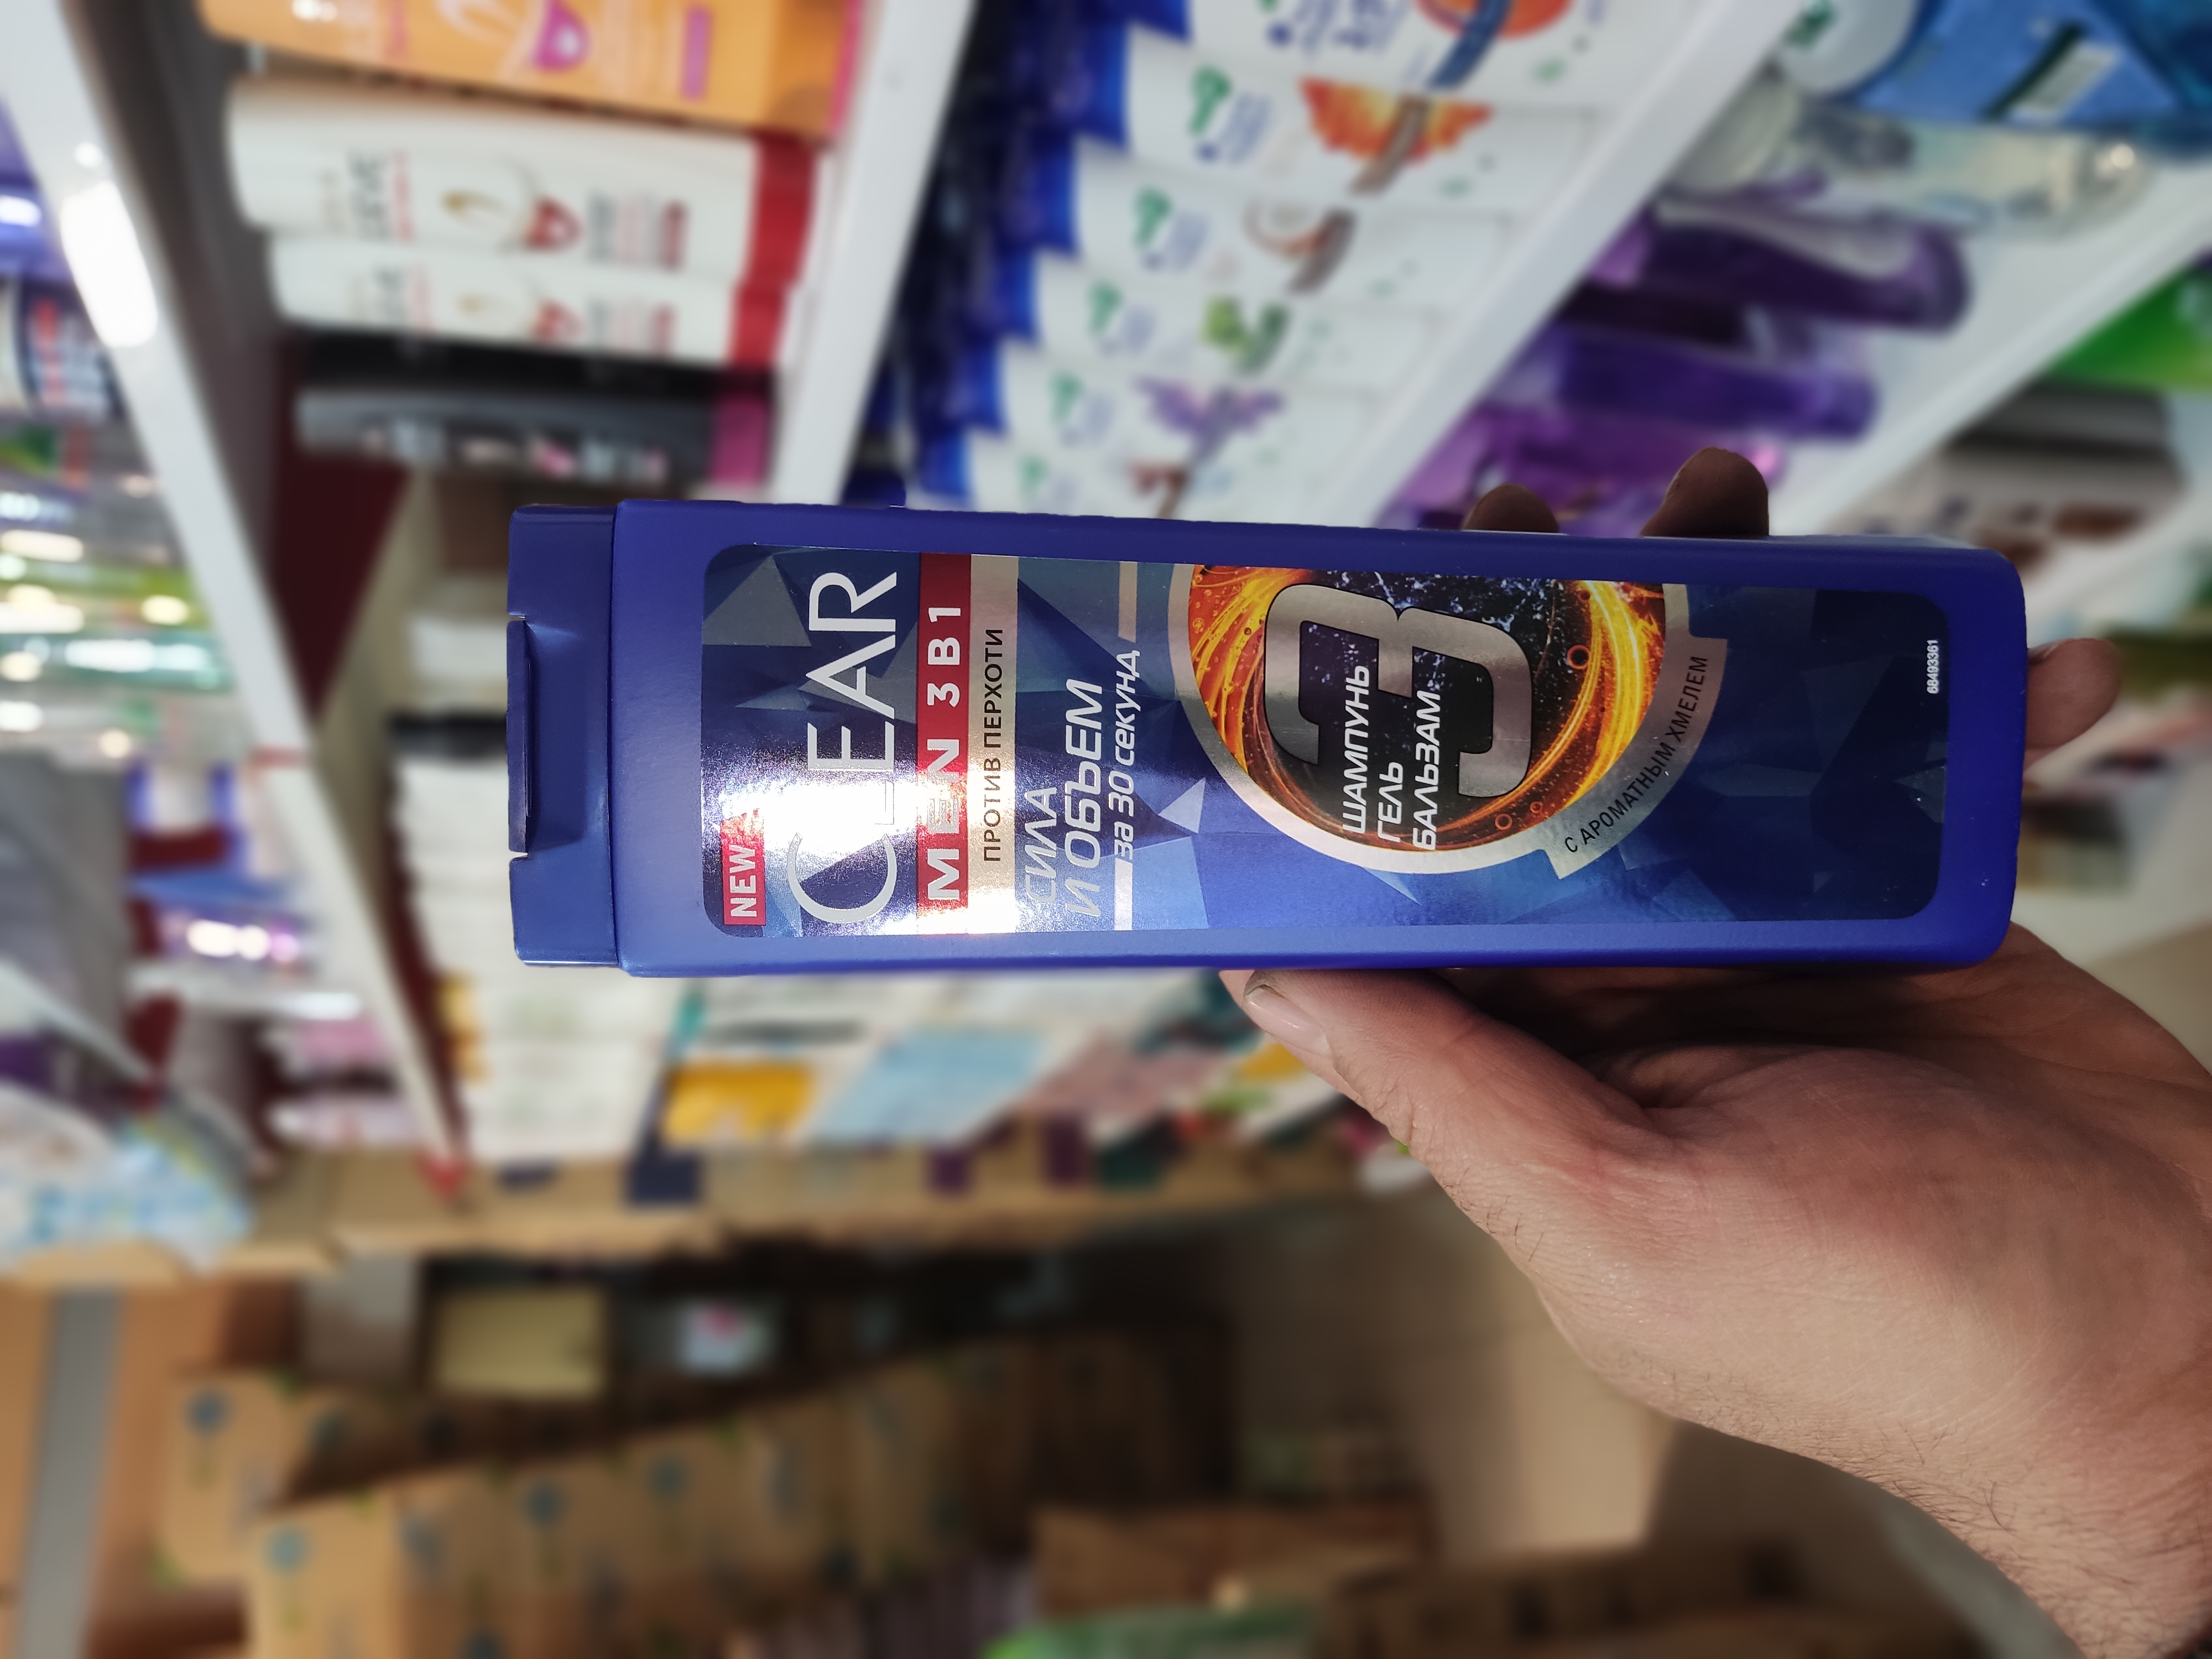 NEW
CLEAR
MEN 3 В 1
ПРОТИВ ПЕРХОТИ
СИЛА
И ОБЪЕМ
за 30 секунд
3
ШАМПУНЬ
ГЕЛЬ
БАЛЬЗАМ
С АРОМАТНЫМ ХМЕЛЕМ
68493361